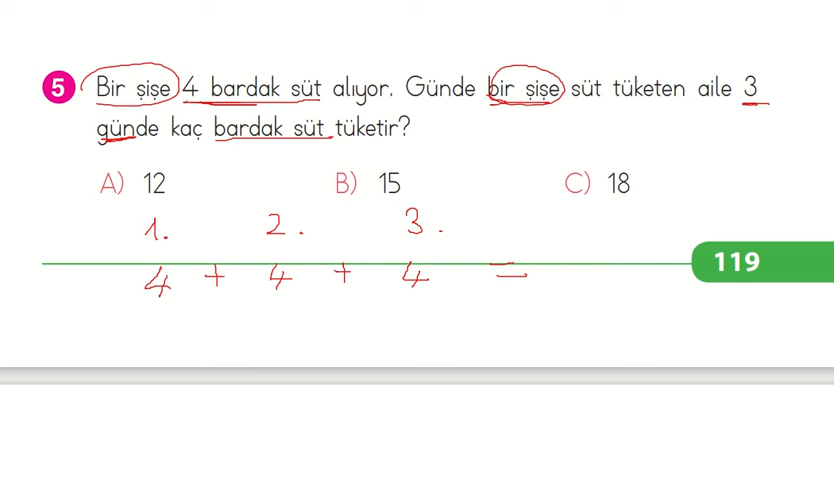 5 Bir şişe 4 bardak süt alıyor. Günde bir şişe süt tüketen aile 3
günde kaç bardak süt tüketir?
A) 12 B) 15 C) 18
1. 2. 3.
4 + 4 + 4 =
119